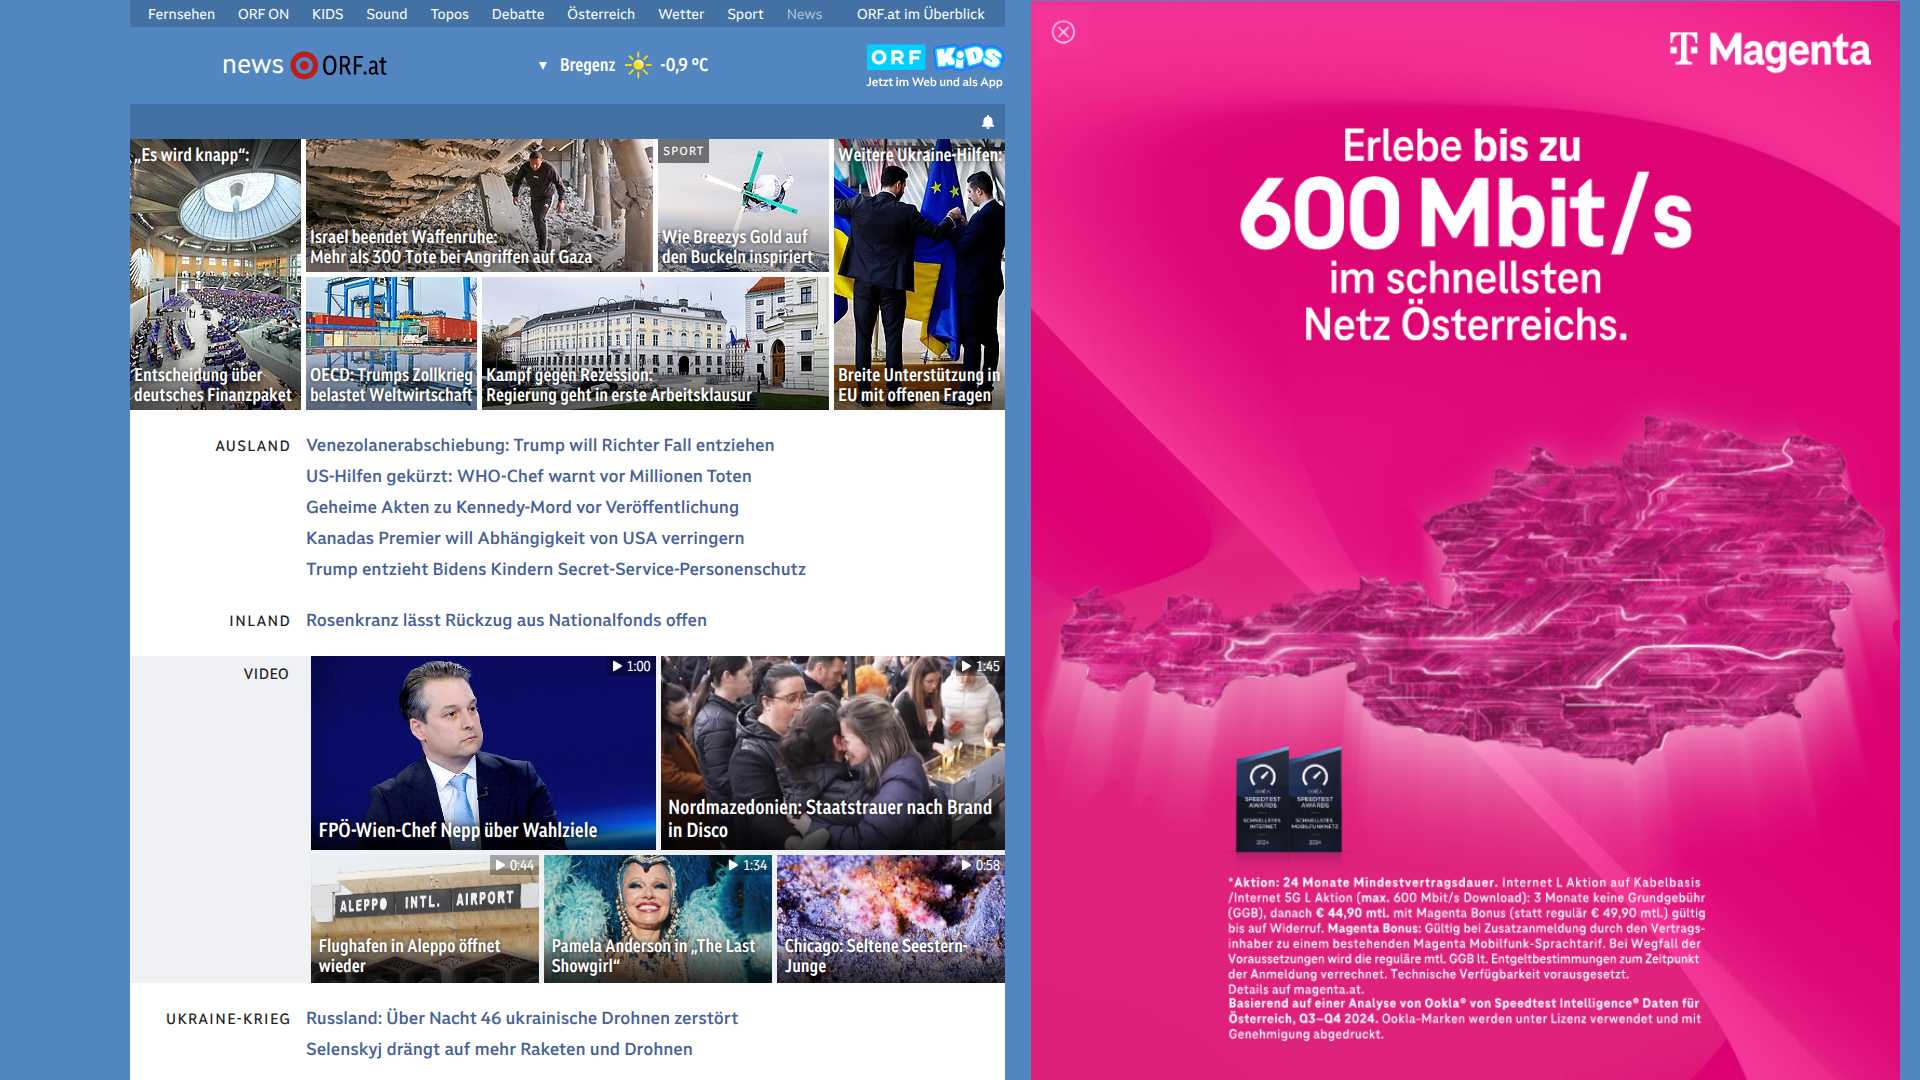 Fernsehen ORF ON KIDS Sound Topos Debatte Österreich Wetter Sport News ORF.at im Überblick
news ORF.at
Bregenz -0,9 °C
ORF KiDS
Jetzt im Web und als App
„Es wird knapp“:
Entscheidung über
deutsches Finanzpaket
Israel beendet Waffenruhe:
Mehr als 300 Tote bei Angriffen auf Gaza
SPORT
Wie Breezys Gold auf
den Buckeln inspiriert
Weitere Ukraine-Hilfen:
Breite Unterstützung in
EU mit offenen Fragen
OECD: Trumps Zollkrieg
belastet Weltwirtschaft
Kampf gegen Rezession:
Regierung geht in erste Arbeitsklausur
AUSLAND
Venezolanerabschiebung: Trump will Richter Fall entziehen
US-Hilfen gekürzt: WHO-Chef warnt vor Millionen Toten
Geheime Akten zu Kennedy-Mord vor Veröffentlichung
Kanadas Premier will Abhängigkeit von USA verringern
Trump entzieht Bidens Kindern Secret-Service-Personenschutz
INLAND
Rosenkranz lässt Rückzug aus Nationalfonds offen
VIDEO
1:00
FPÖ-Wien-Chef Nepp über Wahlziele
1:45
Nordmazedonien: Staatstrauer nach Brand
in Disco
0:44
ALEPPO INTL. AIRPORT
Flughafen in Aleppo öffnet
wieder
1:34
Pamela Anderson in „The Last
Showgirl“
0:58
Chicago: Seltene Seestern-
Junge
UKRAINE-KRIEG
Russland: Über Nacht 46 ukrainische Drohnen zerstört
Selenskyj drängt auf mehr Raketen und Drohnen
T Magenta
Erlebe bis zu
600 Mbit/s
im schnellsten
Netz Österreichs.
OOKLA
SPEEDTEST
AWARDS
SCHNELLSTES
INTERNET
2024
OOKLA
SPEEDTEST
AWARDS
SCHNELLSTES
MOBILFUNKNETZ
2024
*Aktion: 24 Monate Mindestvertragsdauer. Internet L Aktion auf Kabelbasis
/Internet 5G L Aktion (max. 600 Mbit/s Download): 3 Monate keine Grundgebühr
(GGB), danach € 44,90 mtl. mit Magenta Bonus (statt regulär € 49,90 mtl.) gültig
bis auf Widerruf. Magenta Bonus: Gültig bei Zusatzanmeldung durch den Vertrags-
inhaber zu einem bestehenden Magenta Mobilfunk-Sprachtarif. Bei Wegfall der
Voraussetzungen wird die reguläre mtl. GGB lt. Entgeltbestimmungen zum Zeitpunkt
der Anmeldung verrechnet. Technische Verfügbarkeit vorausgesetzt.
Details auf magenta.at.
Basierend auf einer Analyse von Ookla® von Speedtest Intelligence® Daten für
Österreich, Q3–Q4 2024. Ookla-Marken werden unter Lizenz verwendet und mit
Genehmigung abgedruckt.